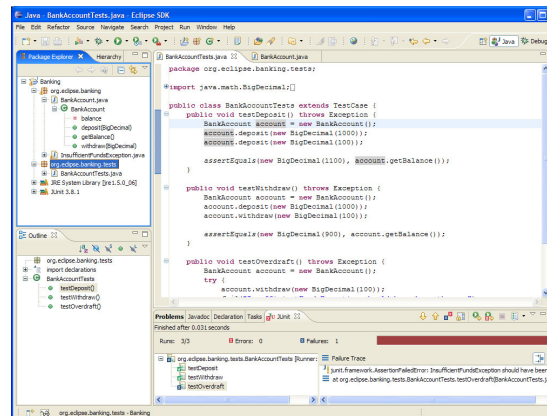 Java - BankAccountTests.java - Eclipse SDK
File Edit Refactor Source Navigate Search Project Run Window Help
Java Debug
Package Explorer Hierarchy
Banking
org.eclipse.banking
BankAccount.java
BankAccount
balance
deposit(BigDecimal)
getBalance()
withdraw(BigDecimal)
InsufficientFundsException.java
org.eclipse.banking.tests
BankAccountTests.java
JRE System Library [jre1.5.0_06]
JUnit 3.8.1
Outline
org.eclipse.banking.tests
import declarations
BankAccountTests
testDeposit()
testWithdraw()
testOverdraft()
BankAccountTests.java BankAccount.java
package org.eclipse.banking.tests;
import java.math.BigDecimal;
public class BankAccountTests extends TestCase {
public void testDeposit() throws Exception {
BankAccount account = new BankAccount();
account.deposit(new BigDecimal(1000));
account.deposit(new BigDecimal(100));
assertEquals(new BigDecimal(1100), account.getBalance());
}
public void testWithdraw() throws Exception {
BankAccount account = new BankAccount();
account.deposit(new BigDecimal(1000));
account.withdraw(new BigDecimal(100));
assertEquals(new BigDecimal(900), account.getBalance());
}
public void testOverdraft() throws Exception {
BankAccount account = new BankAccount();
try {
account.withdraw(new BigDecimal(100));
Problems Javadoc Declaration Tasks JUnit
Finished after 0.031 seconds
Runs: 3/3 Errors: 0 Failures: 1
org.eclipse.banking.tests.BankAccountTests [Runner:
testDeposit
testWithdraw
testOverdraft
Failure Trace
junit.framework.AssertionFailedError: InsufficientFundsException should have been
at org.eclipse.banking.tests.BankAccountTests.testOverdraft(BankAccountTests.j
org.eclipse.banking.tests - Banking